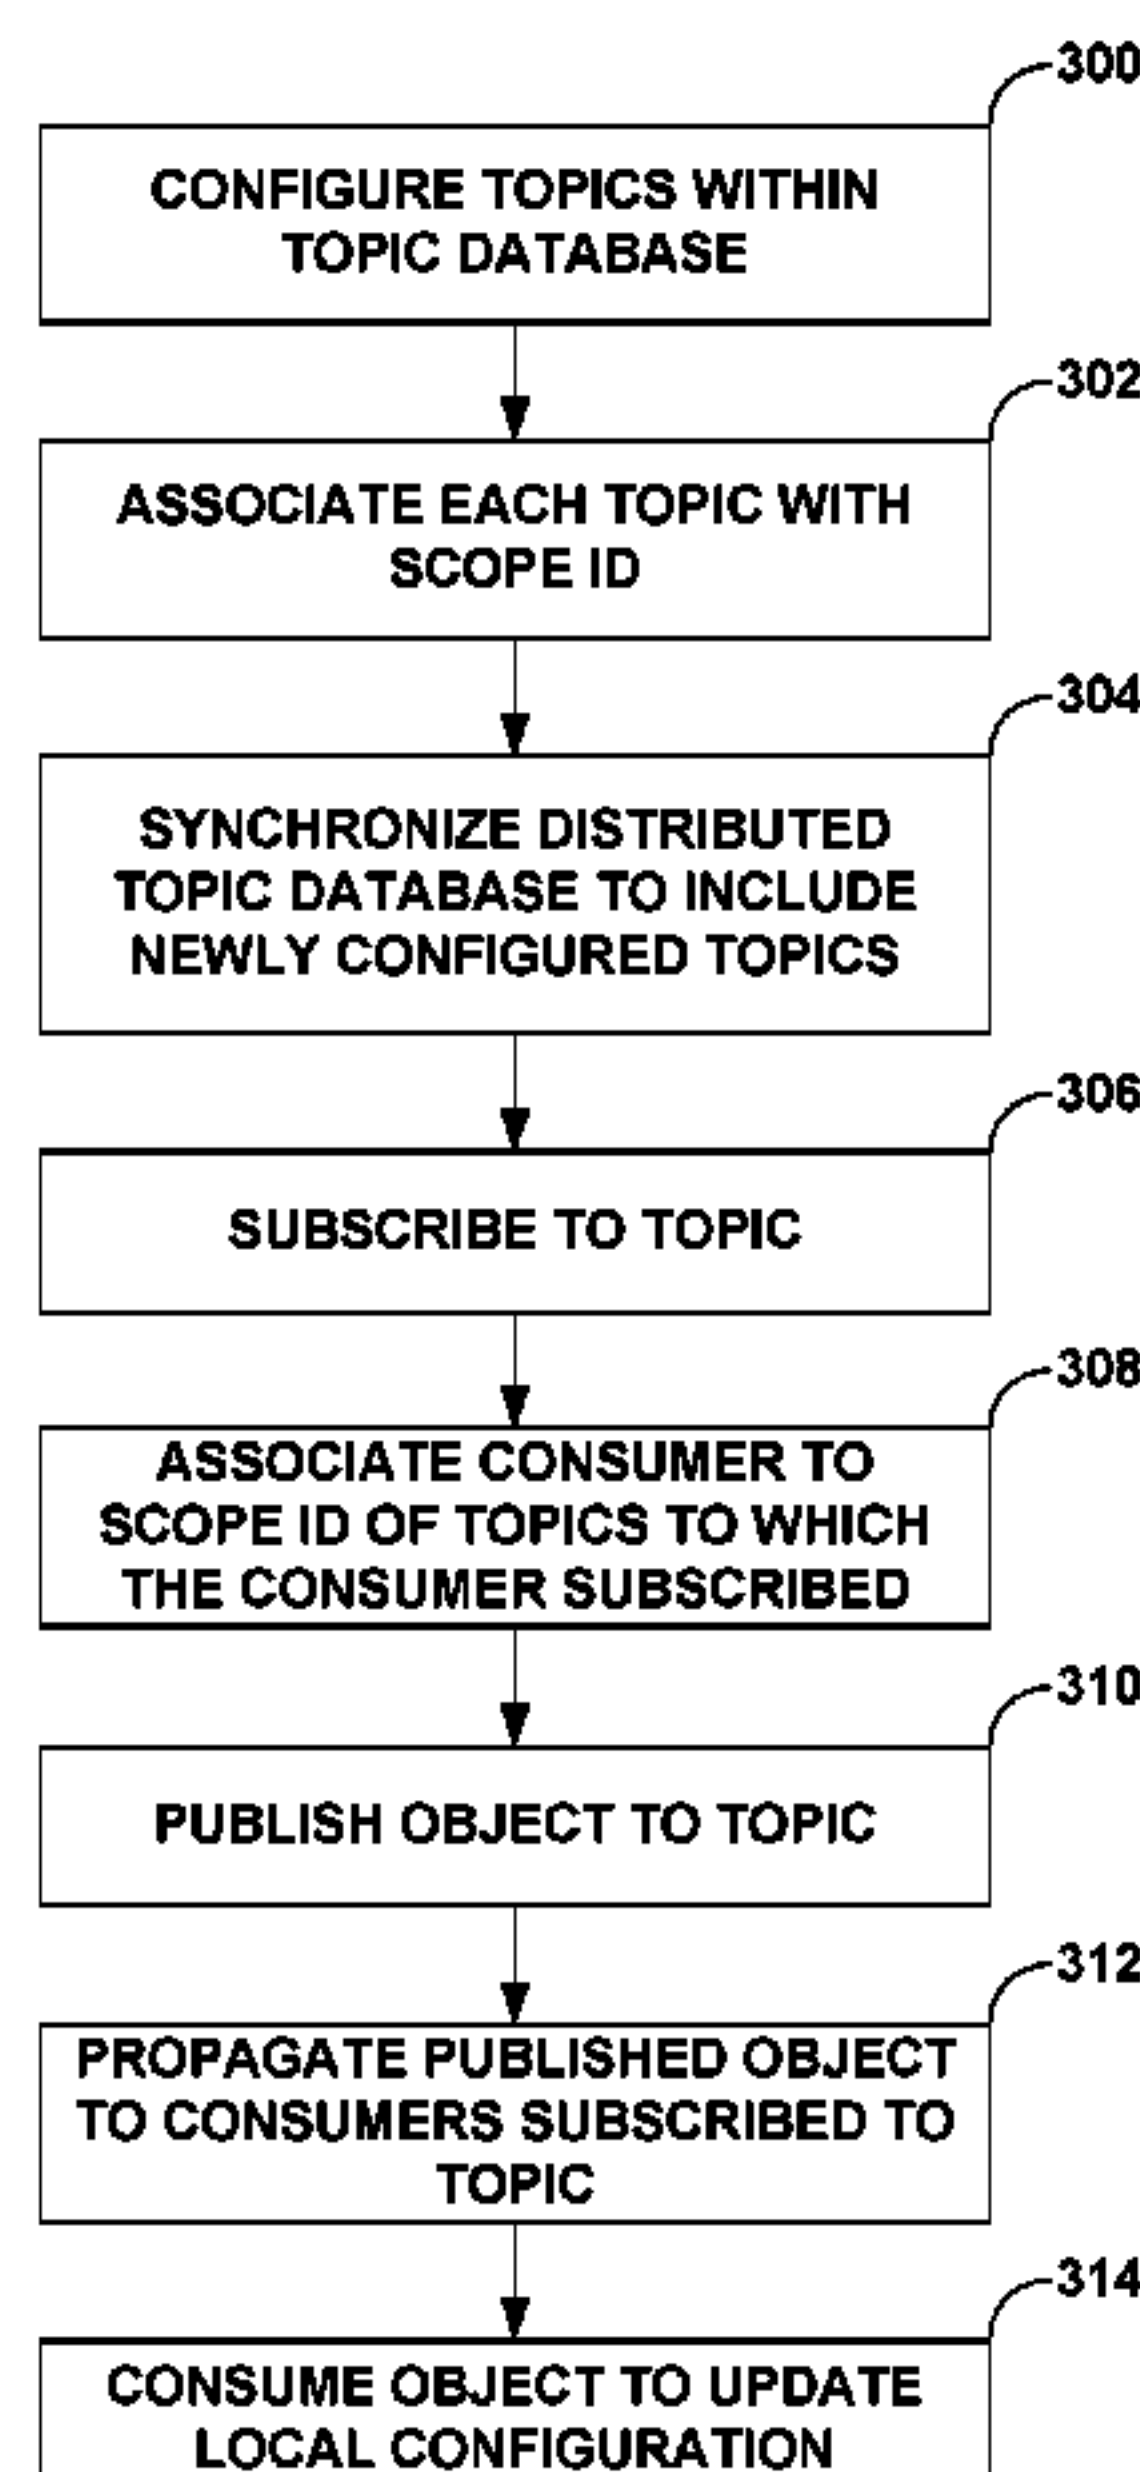 300
CONFIGURE TOPICS WITHIN
TOPIC DATABASE
302
ASSOCIATE EACH TOPIC WITH
SCOPE ID
304
SYNCHRONIZE DISTRIBUTED
TOPIC DATABASE TO INCLUDE
NEWLY CONFIGURED TOPICS
306
SUBSCRIBE TO TOPIC
308
ASSOCIATE CONSUMER TO
SCOPE ID OF TOPICS TO WHICH
THE CONSUMER SUBSCRIBED
310
PUBLISH OBJECT TO TOPIC
312
PROPAGATE PUBLISHED OBJECT
TO CONSUMERS SUBSCRIBED TO
TOPIC
314
CONSUME OBJECT TO UPDATE
LOCAL CONFIGURATION